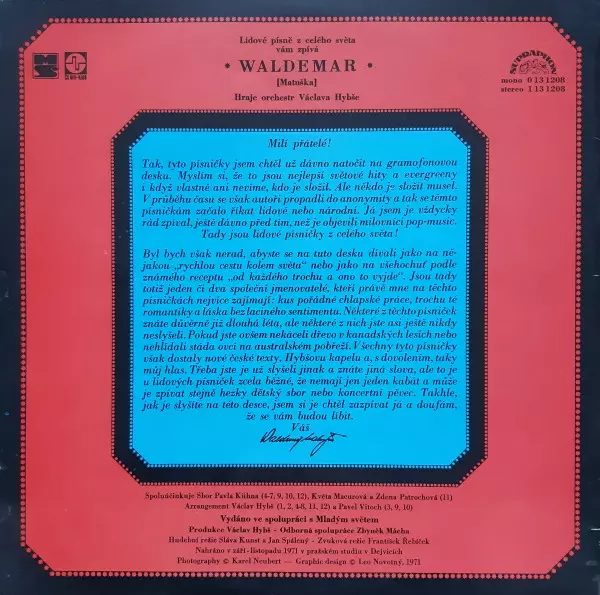 Lidové písně z celého světa
vám zpívá
• WALDEMAR •
[Matuška]
Hraje orchestr Václava Hybše
SUPRAPHON
mono 0 13 1208
stereo 1 13 1208
Milí přátelé!
Tak, tyto písničky jsem chtěl už dávno natočit na gramofonovou
desku. Myslím si, že to jsou nejlepší světové hity a evergreeny
i když vlastně ani nevíme, kdo je složil. Ale někdo je složit musel.
V průběhu času se však autoři propadli do anonymity a tak se těmto
písničkám začalo říkat lidové nebo národní. Já jsem je vždycky
rád zpíval, ještě dávno před tím, než je objevili milovníci pop-music.
Tady jsou lidové písničky z celého světa!
Byl bych však nerad, abyste se na tuto desku dívali jako na ně-
jakou „rychlou cestu kolem světa" nebo jako na všehochuť podle
známého receptu „od každého trochu a ono to vyjde". Jsou tady
totiž jeden či dva společní jmenovatelé, kteří právě mne na těchto
písničkách nejvíce zajímají: kus pořádné chlapské práce, trochu té
romantiky a láska bez laciného sentimentu. Některé z těchto písniček
znáte důvěrně již dlouhá léta, ale některé z nich jste asi ještě nikdy
neslyšeli. Pokud jste ovšem nekáceli dřevo v kanadských lesích nebo
nehlídali stáda ovcí na australském pobřeží. Všechny tyto písničky
však dostaly nové české texty, Hybšovu kapelu a, s dovolením, taky
můj hlas. Třeba jste je už slyšeli jinak a znáte jiná slova, ale to je
u lidových písniček zcela běžné, že nemají jen jeden kabát a může
je zpívat stejně hezky dětský sbor nebo koncertní pěvec. Takhle,
jak je slyšíte na této desce, jsem si je chtěl zazpívat já a doufám,
že se vám budou líbit.
Váš
Spoluúčinkuje Sbor Pavla Kühna (4-7, 9, 10, 12), Květa Macurová a Zdena Patrochová (11)
Arrangement Václav Hybš (1, 2, 4-8, 11, 12) a Pavel Vitoch (3, 9, 10)
Vydáno ve spolupráci s Mladým světem
Produkce Václav Hybš - Odborná spolupráce Zbyněk Mácha
Hudební režie Sláva Kunst a Jan Spálený - Zvuková režie František Řebíček
Nahráno v září-listopadu 1971 v pražském studiu v Dejvicích
Photography © Karel Neubert — Graphic design © Leo Novotný, 1971